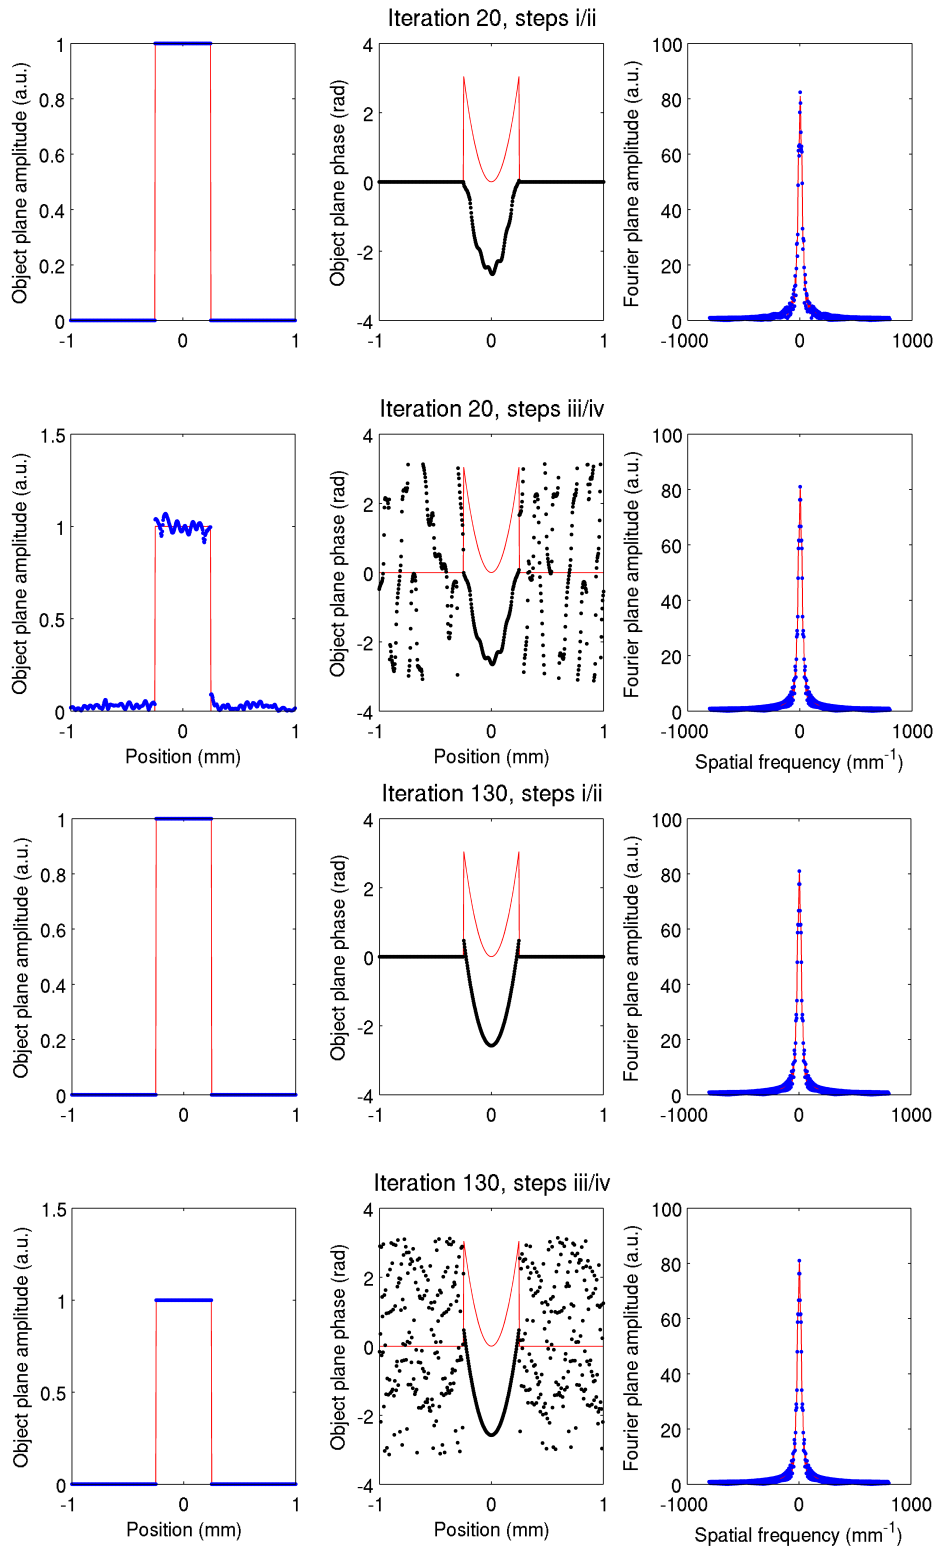 Iteration 20, steps i/ii
Object plane amplitude (a.u.)
1
0.8
0.6
0.4
0.2
0
-1 0 1
Object plane phase (rad)
4
2
0
-2
-4
-1 0 1
Fourier plane amplitude (a.u.)
100
80
60
40
20
0
-1000 0 1000
Iteration 20, steps iii/iv
Object plane amplitude (a.u.)
1.5
1
0.5
0
-1 0 1
Position (mm)
Object plane phase (rad)
4
2
0
-2
-4
-1 0 1
Position (mm)
Fourier plane amplitude (a.u.)
100
80
60
40
20
0
-1000 0 1000
Spatial frequency (mm⁻¹)
Iteration 130, steps i/ii
Object plane amplitude (a.u.)
1
0.8
0.6
0.4
0.2
0
-1 0 1
Object plane phase (rad)
4
2
0
-2
-4
-1 0 1
Fourier plane amplitude (a.u.)
100
80
60
40
20
0
-1000 0 1000
Iteration 130, steps iii/iv
Object plane amplitude (a.u.)
1.5
1
0.5
0
-1 0 1
Position (mm)
Object plane phase (rad)
4
2
0
-2
-4
-1 0 1
Position (mm)
Fourier plane amplitude (a.u.)
100
80
60
40
20
0
-1000 0 1000
Spatial frequency (mm⁻¹)